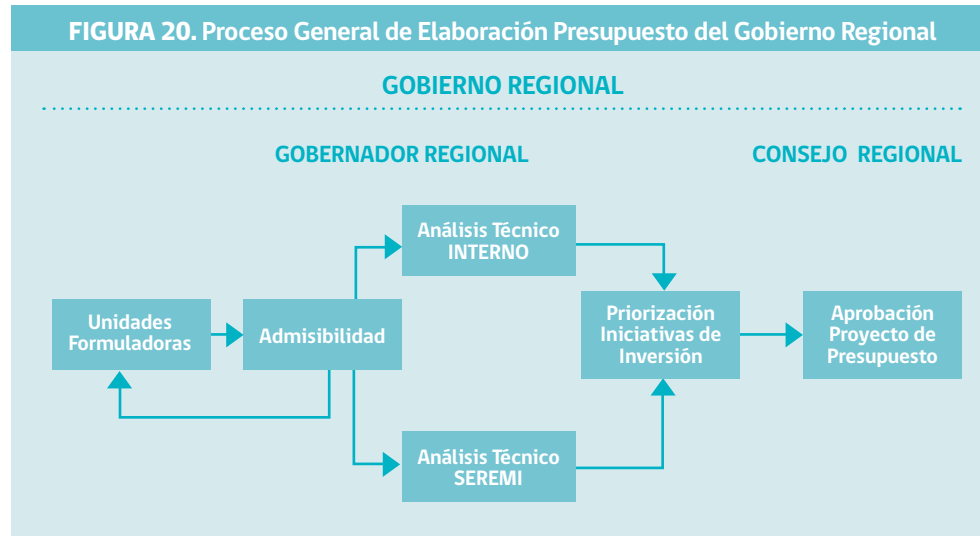 FIGURA 20. Proceso General de Elaboración Presupuesto del Gobierno Regional
GOBIERNO REGIONAL
GOBERNADOR REGIONAL
CONSEJO REGIONAL
Análisis Técnico
INTERNO
Unidades
Formuladoras
Admisibilidad
Priorización
Iniciativas de
Inversión
Aprobación
Proyecto de
Presupuesto
Análisis Técnico
SEREMI